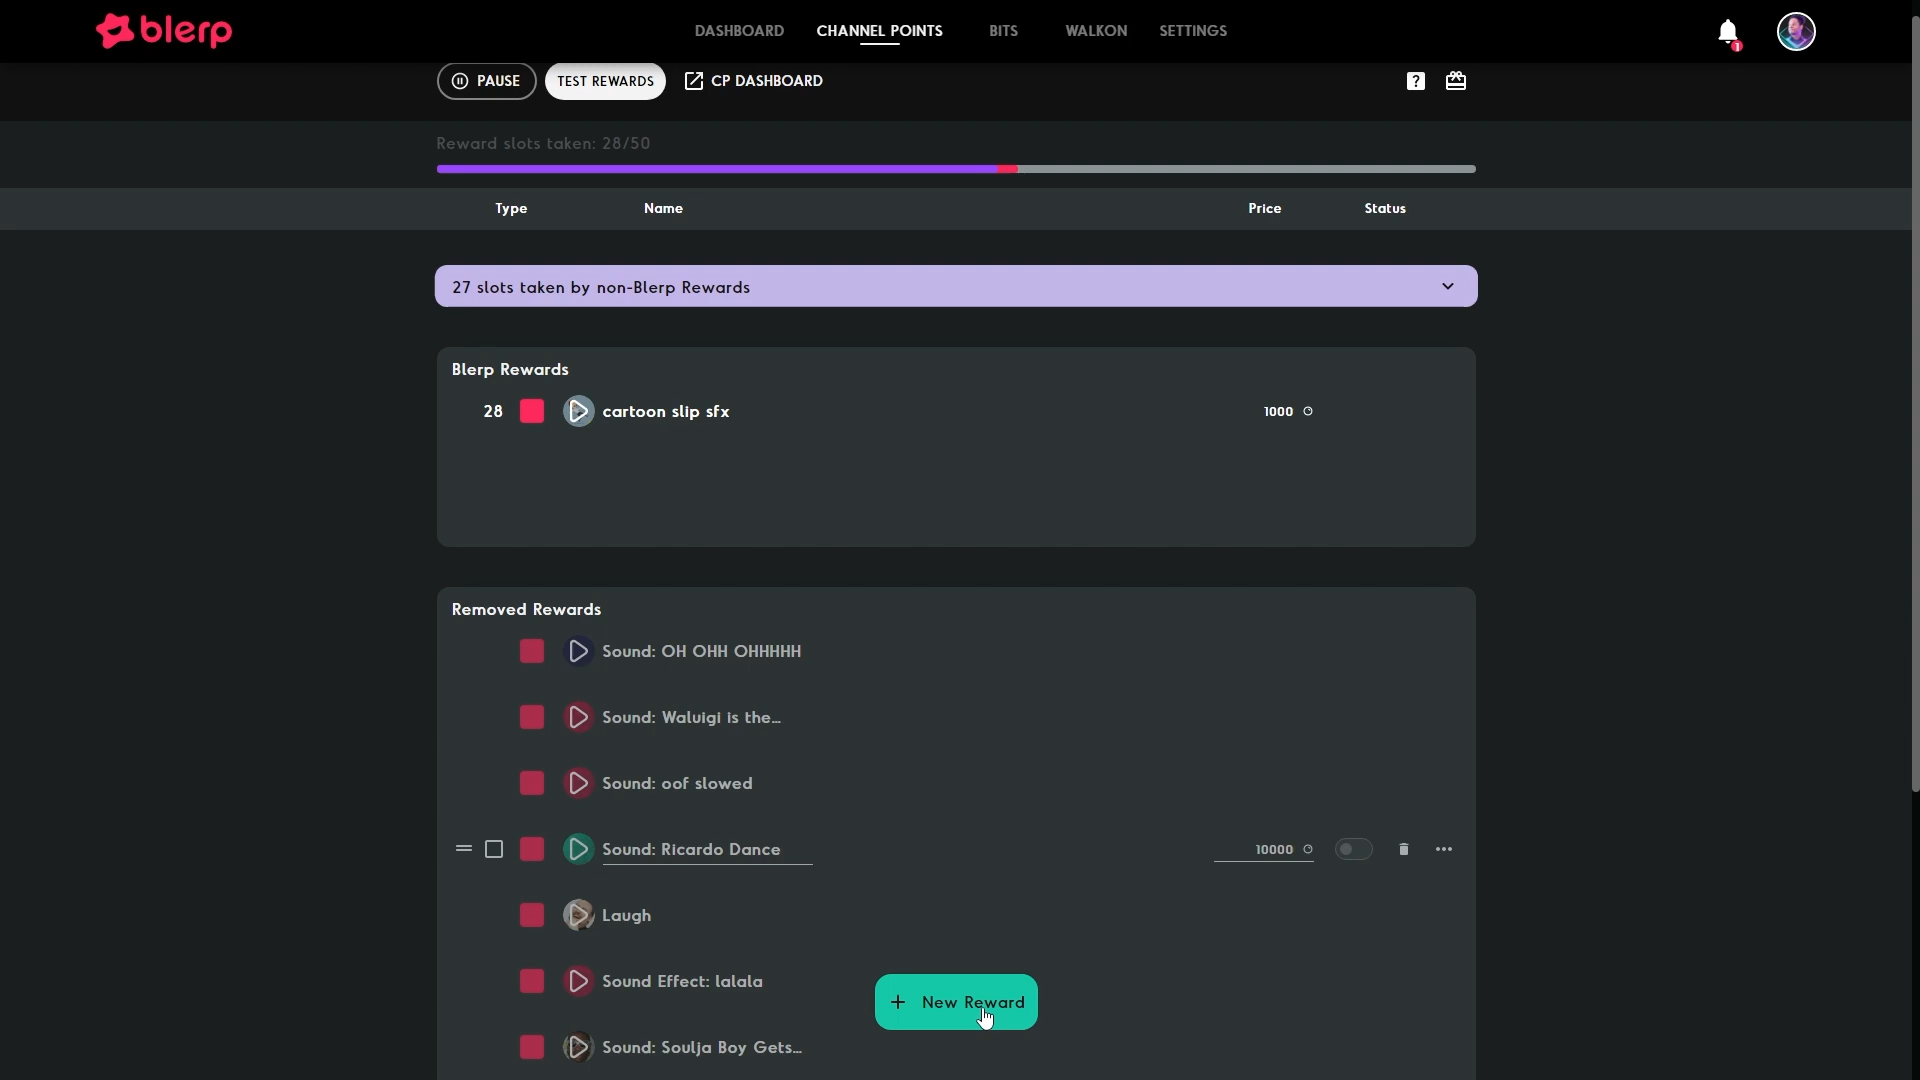 blerp
DASHBOARD
CHANNEL POINTS
BITS
WALKON
SETTINGS
1
PAUSE
TEST REWARDS
CP DASHBOARD
?
Reward slots taken: 28/50
Type
Name
Price
Status
27 slots taken by non-Blerp Rewards
Blerp Rewards
28
cartoon slip sfx
1000
Removed Rewards
Sound: OH OHH OHHHHH
Sound: Waluigi is the...
Sound: oof slowed
Sound: Ricardo Dance
10000
Laugh
Sound Effect: lalala
+ New Reward
Sound: Soulja Boy Gets...